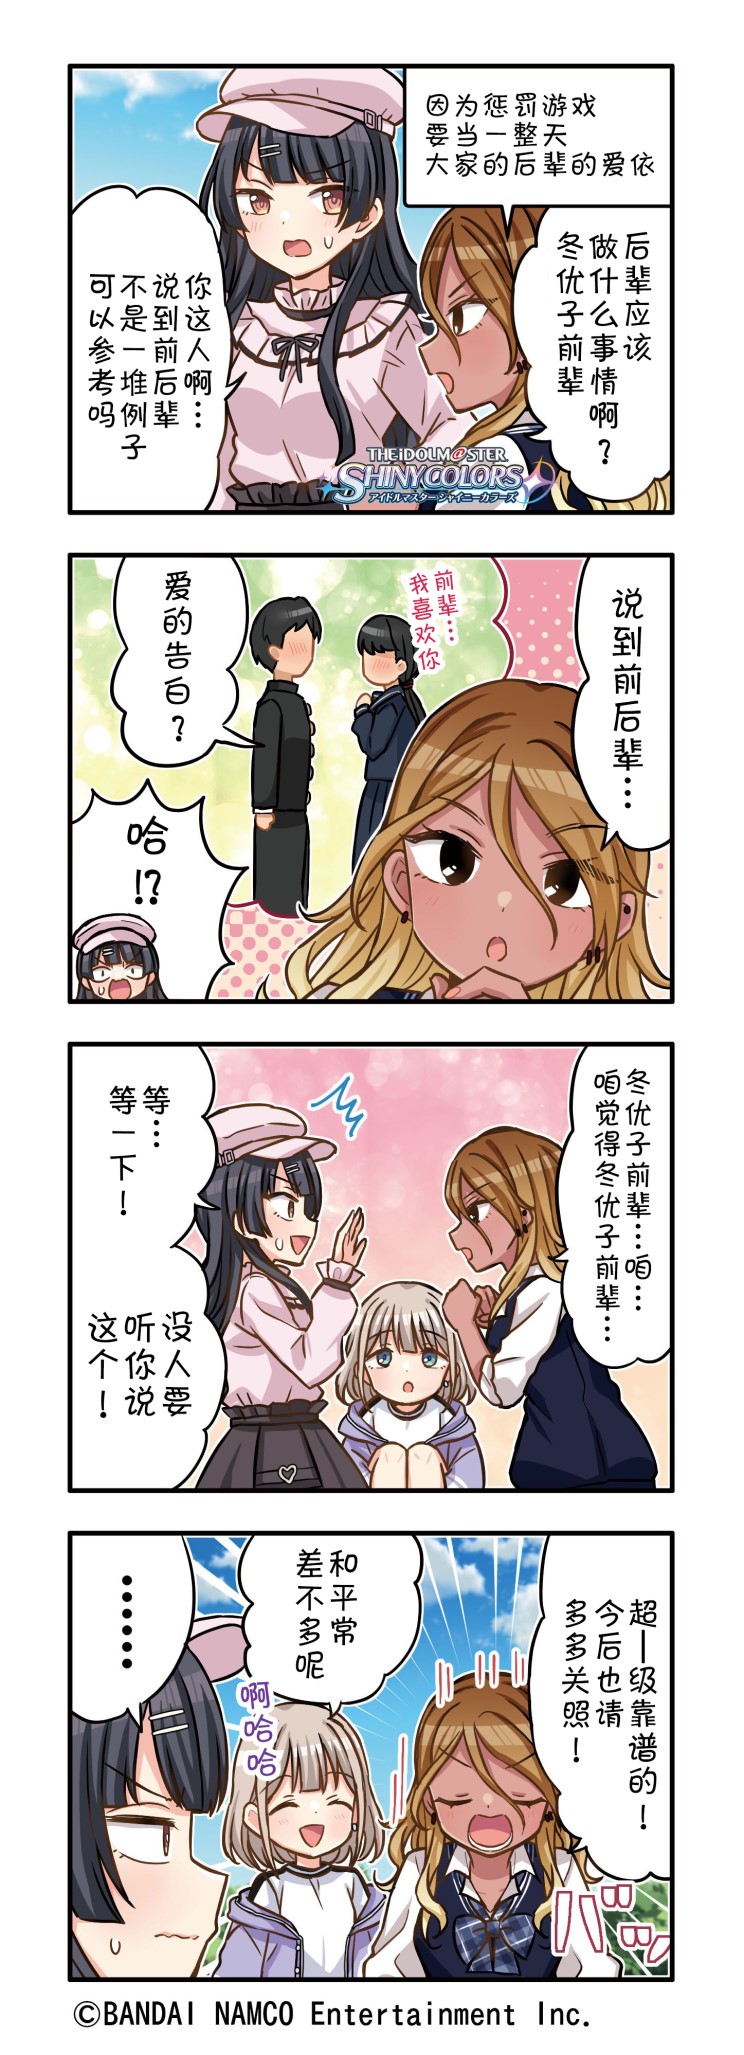 因为惩罚游戏
要当一整天
大家的后辈的爱依
后辈应该
做什么事情啊？
冬优子前辈
你这人啊…
说到前后辈
不是一堆例子
可以参考吗
THE iDOLM@STER
SHINY COLORS
アイドルマスター シャイニーカラーズ
说到前后辈…
前辈…
我喜欢你
爱的告白？
哈!?
冬优子前辈…咱…
咱觉得冬优子前辈…
等…
等一下！
没人要
听你说
这个！
超—级靠谱的！
今后也请
多多关照！
和平常
差不多呢
啊哈哈
……
バッ
©BANDAI NAMCO Entertainment Inc.